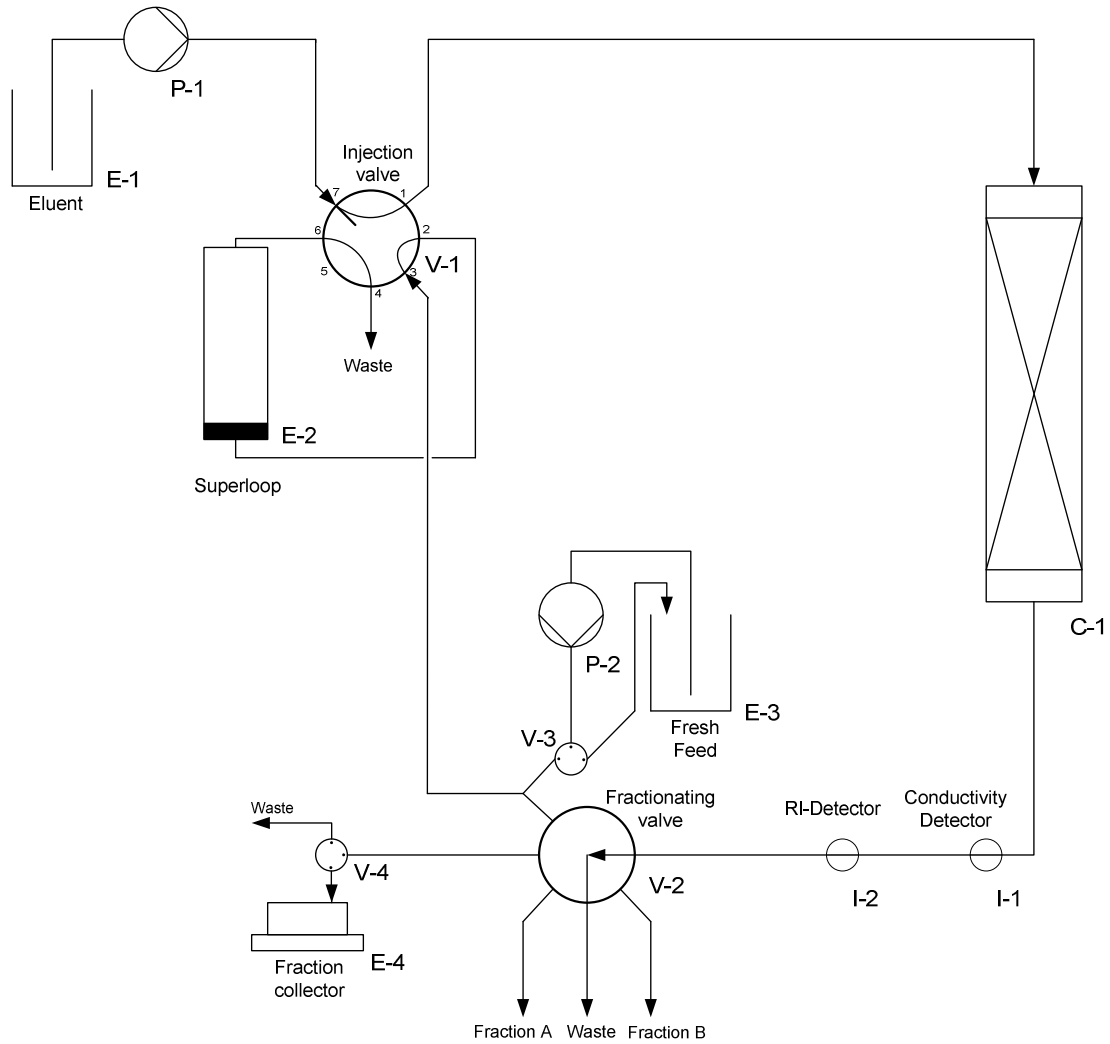 P-1
E-1
Eluent
Injection
valve
7
1
6
2
5
3
4
V-1
Waste
E-2
Superloop
P-2
E-3
Fresh
Feed
V-3
C-1
Fractionating
valve
RI-Detector
Conductivity
Detector
Waste
V-4
V-2
I-2
I-1
E-4
Fraction
collector
Fraction A
Waste
Fraction B